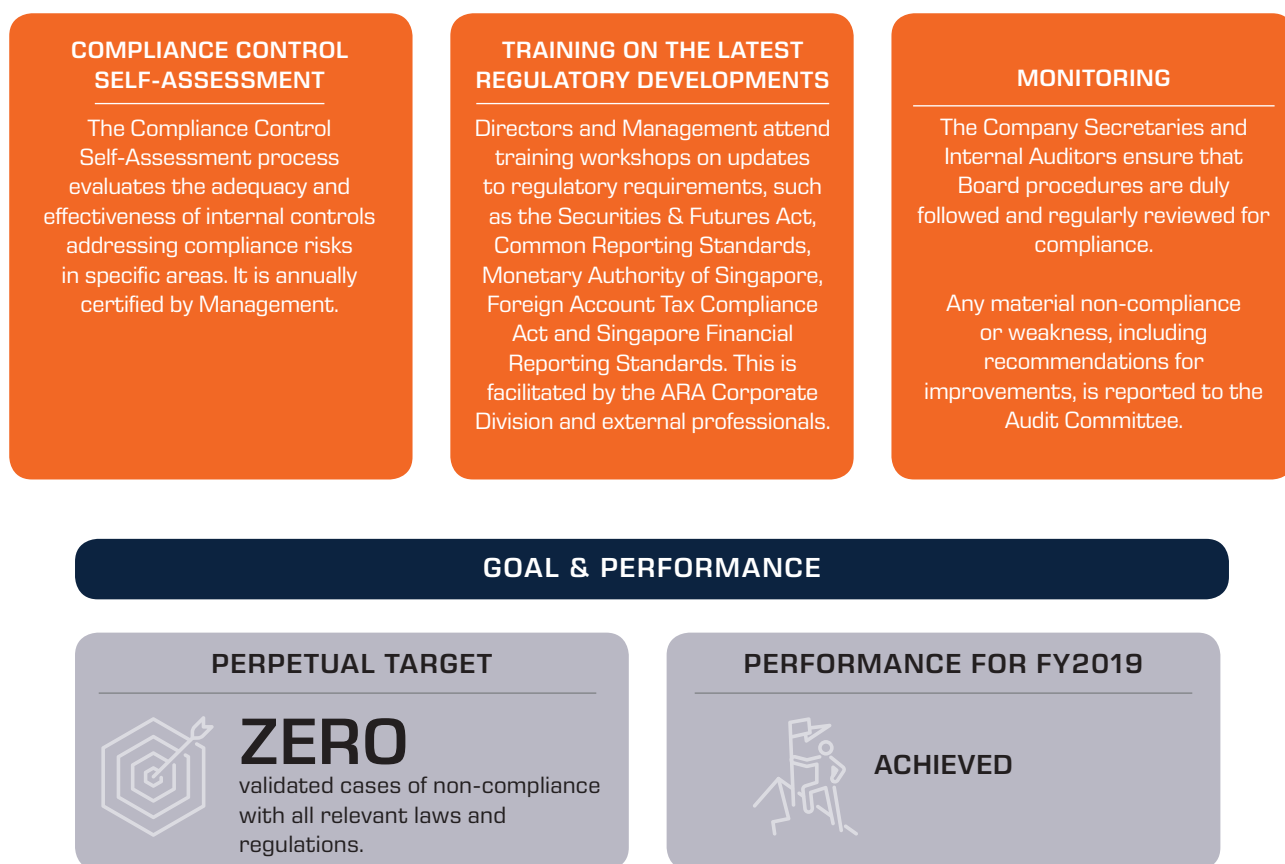 COMPLIANCE CONTROL
SELF-ASSESSMENT
The Compliance Control
Self-Assessment process
evaluates the adequacy and
effectiveness of internal controls
addressing compliance risks
in specific areas. It is annually
certified by Management.
TRAINING ON THE LATEST
REGULATORY DEVELOPMENTS
Directors and Management attend
training workshops on updates
to regulatory requirements, such
as the Securities & Futures Act,
Common Reporting Standards,
Monetary Authority of Singapore,
Foreign Account Tax Compliance
Act and Singapore Financial
Reporting Standards. This is
facilitated by the ARA Corporate
Division and external professionals.
MONITORING
The Company Secretaries and
Internal Auditors ensure that
Board procedures are duly
followed and regularly reviewed for
compliance.
Any material non-compliance
or weakness, including
recommendations for
improvements, is reported to the
Audit Committee.
GOAL & PERFORMANCE
PERPETUAL TARGET
ZERO
validated cases of non-compliance
with all relevant laws and
regulations.
PERFORMANCE FOR FY2019
ACHIEVED